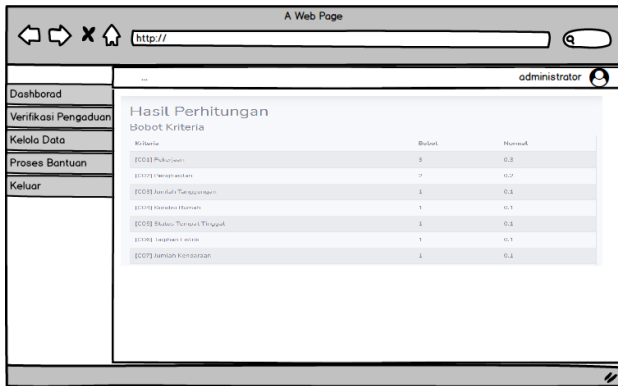 A Web Page
http://
... administrator
Dashborad
Verifikasi Pengaduan
Kelola Data
Proses Bantuan
Keluar
Hasil Perhitungan
Bobot Kriteria
Kriteria Bobot Normal
[C01] Pekerjaan 3 0.3
[C02] Penghasilan 2 0.2
[C03] Jumlah Tanggungan 1 0.1
[C04] Kondisi Rumah 1 0.1
[C05] Status Tempat Tinggal 1 0.1
[C06] Tagihan Listrik 1 0.1
[C07] Jumlah Kendaraan 1 0.1